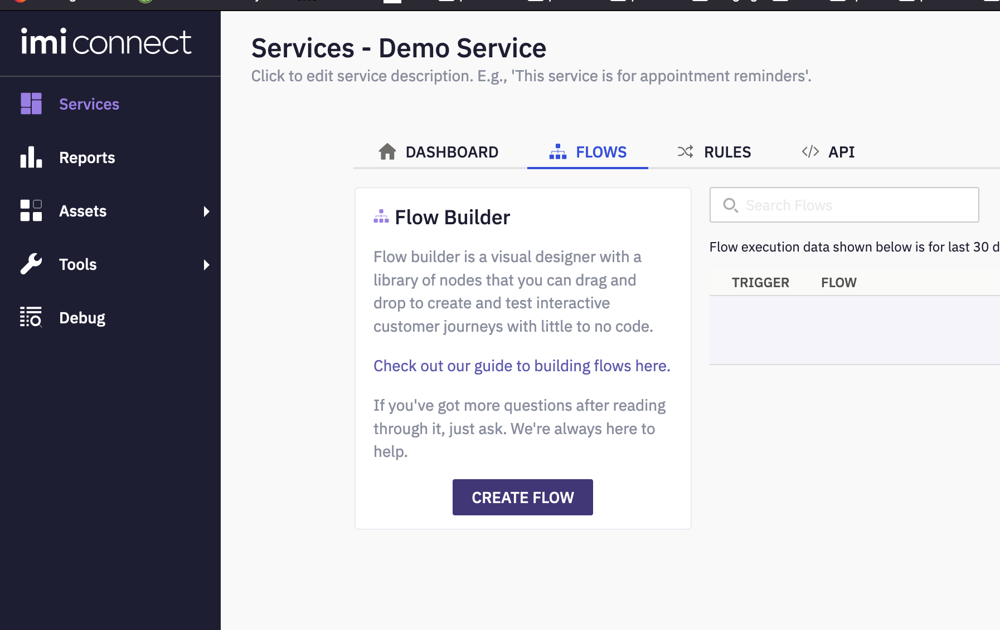 imiconnect
Services - Demo Service
Click to edit service description. E.g., 'This service is for appointment reminders'.
Services
Reports
Assets
Tools
Debug
DASHBOARD
FLOWS
RULES
API
Flow Builder
Flow builder is a visual designer with a
library of nodes that you can drag and
drop to create and test interactive
customer journeys with little to no code.
Check out our guide to building flows here.
If you've got more questions after reading
through it, just ask. We're always here to
help.
CREATE FLOW
Search Flows
Flow execution data shown below is for last 30
TRIGGER FLOW